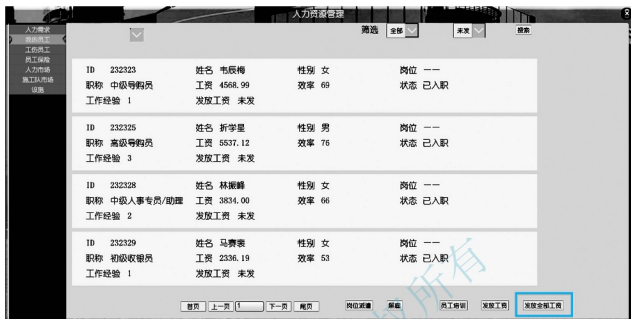 人力资源管理
筛选 全部 未发 搜索
人力需求
我的员工
工伤员工
员工保险
人力市场
施工队市场
设施
ID 232323 姓名 韦辰梅 性别 女 岗位 ——
职称 中级导购员 工资 4568.99 效率 69 状态 已入职
工作经验 1 发放工资 未发
ID 232325 姓名 折学星 性别 男 岗位 ——
职称 高级导购员 工资 5537.12 效率 76 状态 已入职
工作经验 3 发放工资 未发
ID 232328 姓名 林振峰 性别 女 岗位 ——
职称 中级人事专员/助理 工资 3834.00 效率 66 状态 已入职
工作经验 2 发放工资 未发
ID 232329 姓名 马赛裴 性别 女 岗位 ——
职称 初级收银员 工资 2336.19 效率 53 状态 已入职
工作经验 1 发放工资 未发
首页 上一页 1 下一页 尾页 岗位派遣 解雇 员工培训 发放工资 发放全部工资
权所有